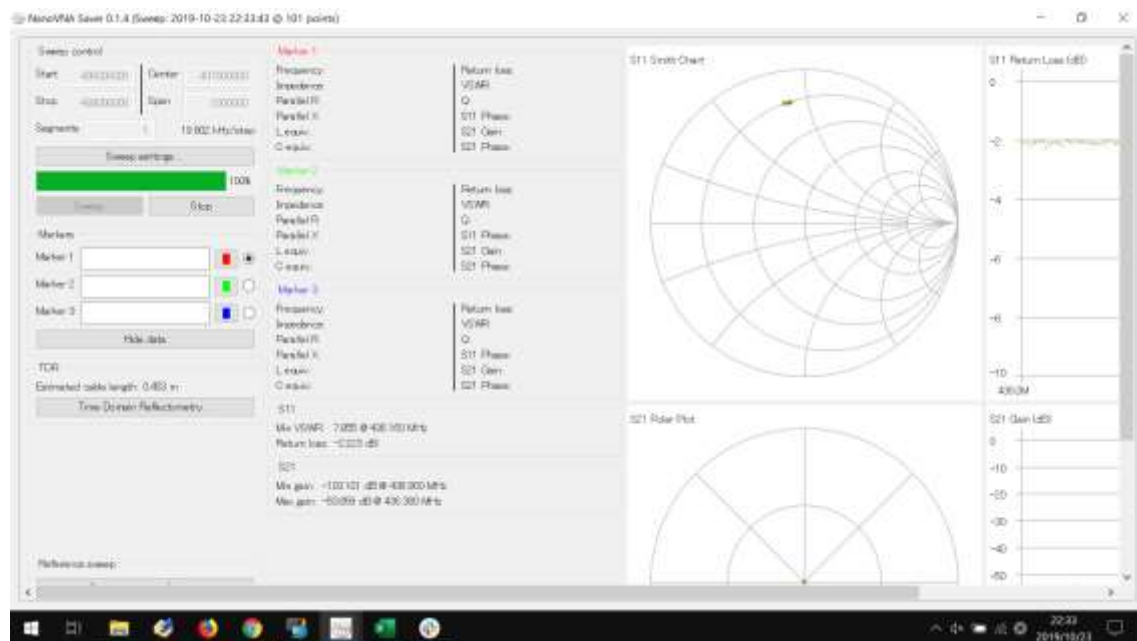 NanoVNA Saver 0.1.4 (Sweep: 2019-10-23 22:33:43 @ 101 points)
Sweep control
Start
Center
Stop
Span
Segments
1
kHz/step
Sweep settings ...
100%
Sweep
Stop
Markers
Marker 1
Marker 2
Marker 3
Hide data
TDR
Estimated cable length: 0.483 m
Time Domain Reflectometry ...
Reference sweep
Marker 1
Frequency:
Impedance:
Parallel R:
Parallel X:
L equiv.:
C equiv.:
Return loss:
VSWR:
Q:
S11 Phase:
S21 Gain:
S21 Phase:
Marker 2
Frequency:
Impedance:
Parallel R:
Parallel X:
L equiv.:
C equiv.:
Return loss:
VSWR:
Q:
S11 Phase:
S21 Gain:
S21 Phase:
Marker 3
Frequency:
Impedance:
Parallel R:
Parallel X:
L equiv.:
C equiv.:
Return loss:
VSWR:
Q:
S11 Phase:
S21 Gain:
S21 Phase:
S11
Min VSWR:
Return loss:
S21
Min gain:
Max gain:
S11 Smith Chart
S11 Return Loss (dB)
0
-2
-4
-6
-10
S21 Polar Plot
S21 Gain (dB)
0
-10
-20
-30
-40
-50
22:33
2019/10/23